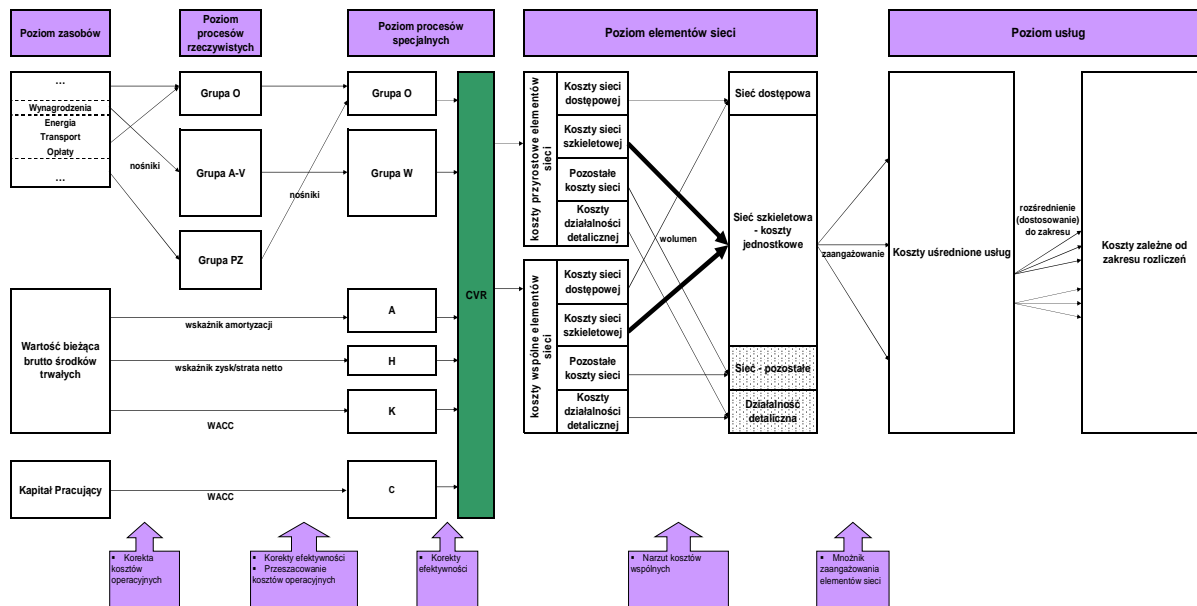 Poziom zasobów
Poziom
procesów
rzeczywistych
Poziom procesów
specjalnych
Poziom elementów sieci
Poziom usług
...
Wynagrodzenia
Energia
Transport
Opłaty
...
nośniki
Grupa O
Grupa A-V
Grupa PZ
nośniki
Grupa O
Grupa W
CVR
Wartość bieżąca
brutto środków
trwałych
wskaźnik amortyzacji
wskaźnik zysk/strata netto
WACC
A
H
K
Kapitał Pracujący
WACC
C
koszty przyrostowe elementów
sieci
Koszty sieci
dostępowej
Koszty sieci
szkieletowej
Pozostałe
koszty sieci
Koszty
działalności
detalicznej
koszty wspólne elementów
sieci
Koszty sieci
dostępowej
Koszty sieci
szkieletowej
Pozostałe
koszty sieci
Koszty
działalności
detalicznej
wolumen
Sieć dostępowa
Sieć szkieletowa
- koszty
jednostkowe
Sieć - pozostałe
Działalność
detaliczna
zaangażowanie
Koszty uśrednione usług
rozśrednienie
(dostosowanie)
do zakresu
Koszty zależne od
zakresu rozliczeń
▪ Korekta
kosztów
operacyjnych
▪ Korekty efektywności
▪ Przeszacowanie
kosztów operacyjnych
▪ Korekty
efektywności
▪ Narzut kosztów
wspólnych
▪ Mnożnik
zaangażowania
elementów sieci